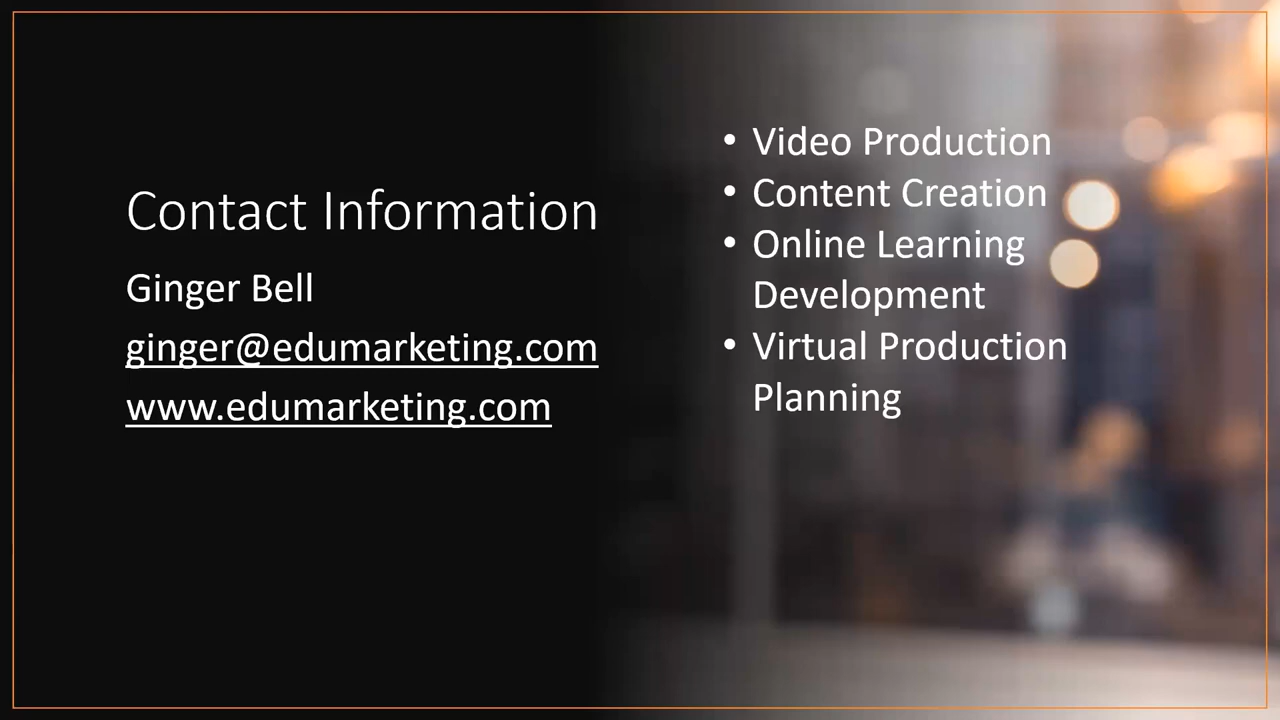 Contact Information
Ginger Bell
ginger@edumarketing.com
www.edumarketing.com
• Video Production
• Content Creation
• Online Learning
Development
• Virtual Production
Planning